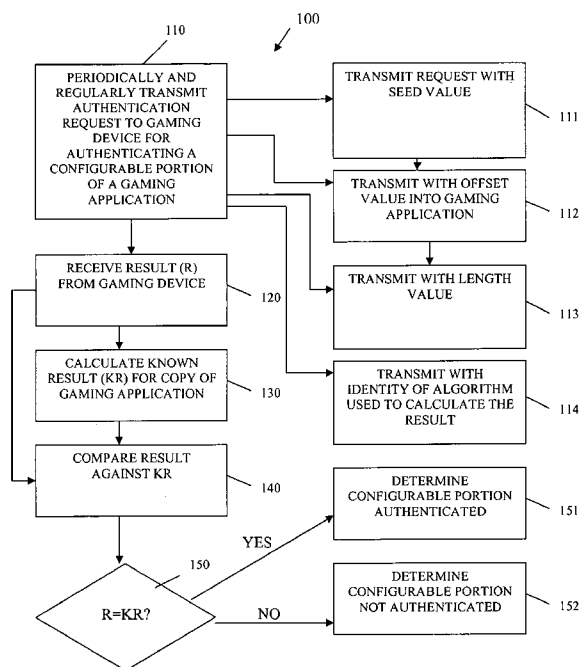 110
100
PERIODICALLY AND
REGULARLY TRANSMIT
AUTHENTICATION
REQUEST TO GAMING
DEVICE FOR
AUTHENTICATING A
CONFIGURABLE PORTION
OF A GAMING
APPLICATION
TRANSMIT REQUEST WITH
SEED VALUE
111
TRANSMIT WITH OFFSET
VALUE INTO GAMING
APPLICATION
112
RECEIVE RESULT (R)
FROM GAMING DEVICE
120
TRANSMIT WITH LENGTH
VALUE
113
CALCULATE KNOWN
RESULT (KR) FOR COPY OF
GAMING APPLICATION
130
TRANSMIT WITH
IDENTITY OF ALGORITHM
USED TO CALCULATE THE
RESULT
114
COMPARE RESULT
AGAINST KR
140
DETERMINE
CONFIGURABLE PORTION
AUTHENTICATED
151
YES
150
R=KR?
NO
DETERMINE
CONFIGURABLE PORTION
NOT AUTHENTICATED
152